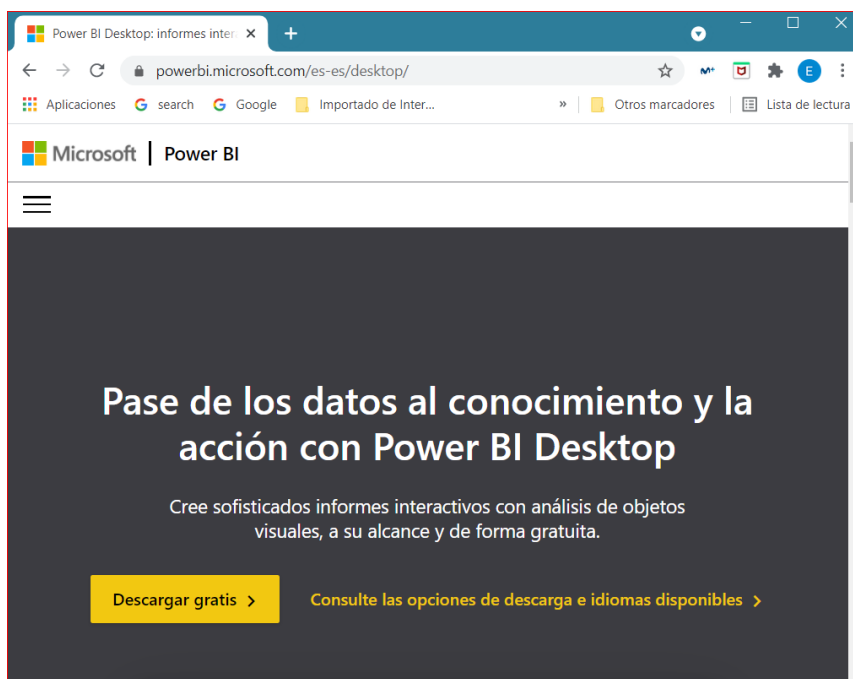 Power BI Desktop: informes inter
powerbi.microsoft.com/es-es/desktop/
M+
E
Aplicaciones
search
Google
Importado de Inter...
»
Otros marcadores
Lista de lectura
Microsoft | Power BI
Pase de los datos al conocimiento y la
acción con Power BI Desktop
Cree sofisticados informes interactivos con análisis de objetos
visuales, a su alcance y de forma gratuita.
Descargar gratis >
Consulte las opciones de descarga e idiomas disponibles >